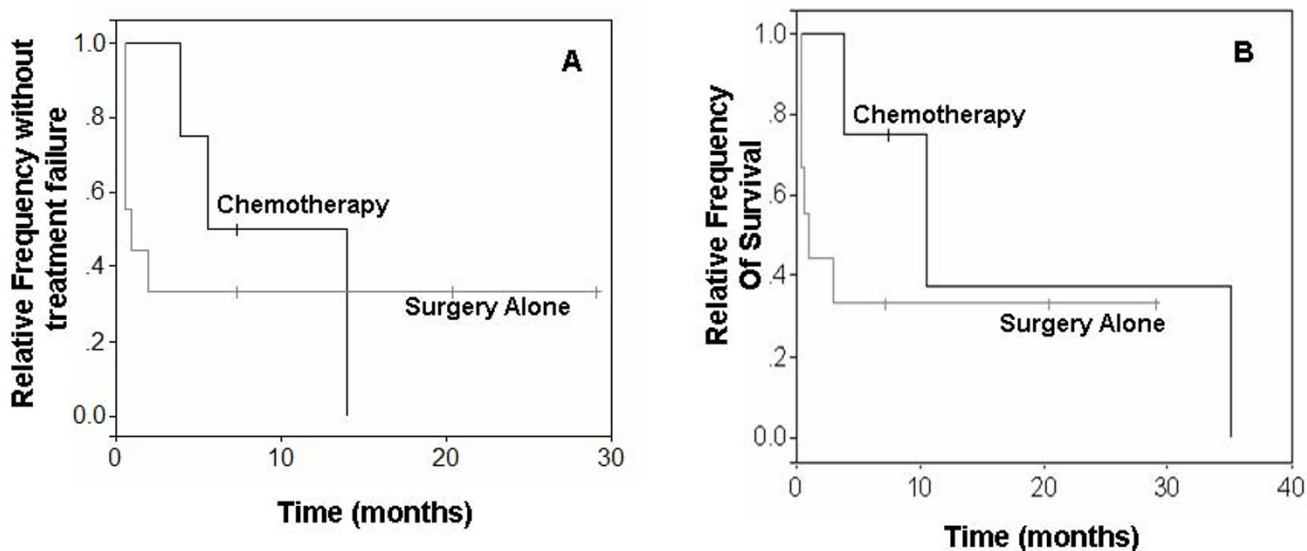 Relative Frequency without
treatment failure
1.0
.8
.6
.4
.2
0.0
A
Chemotherapy
Surgery Alone
0
10
20
30
Time (months)
Relative Frequency
Of Survival
1.0
.8
.6
.4
.2
0.0
B
Chemotherapy
Surgery Alone
0
10
20
30
40
Time (months)